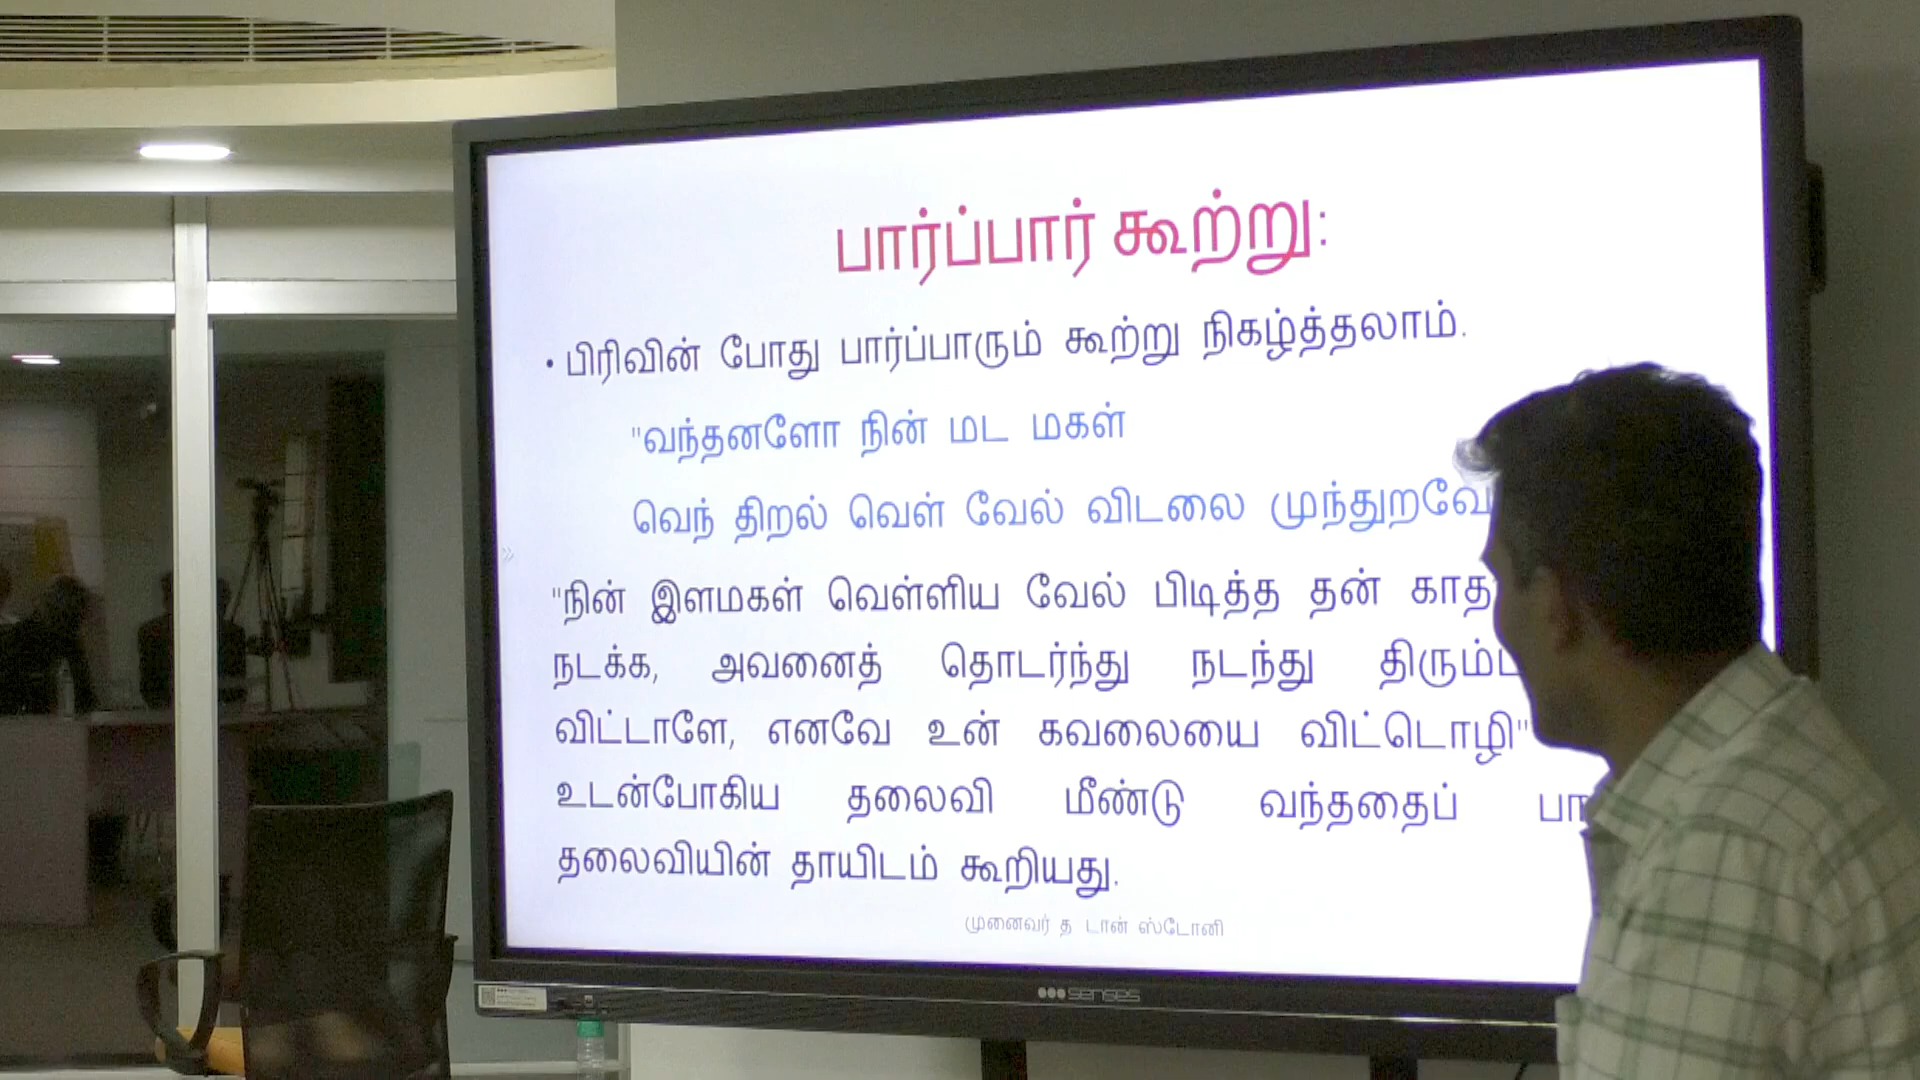 பார்ப்பார் கூற்று:
• பிரிவின் போது பார்ப்பாரும் கூற்று நிகழ்த்தலாம்.
"வந்தனளோ நின் மட மகள்
வெந் திறல் வெள் வேல் விடலை முந்துறவே
"நின் இளமகள் வெள்ளிய வேல் பிடித்த தன்
நடக்க, அவனைத் தொடர்ந்து நடந்து
விட்டாளே, எனவே உன் கவலையை விட்டொழி"
உடன்போகிய தலைவி மீண்டு வந்ததைப்
தலைவியின் தாயிடம் கூறியது.
முனைவர் த டான் ஸ்டோனி
senses